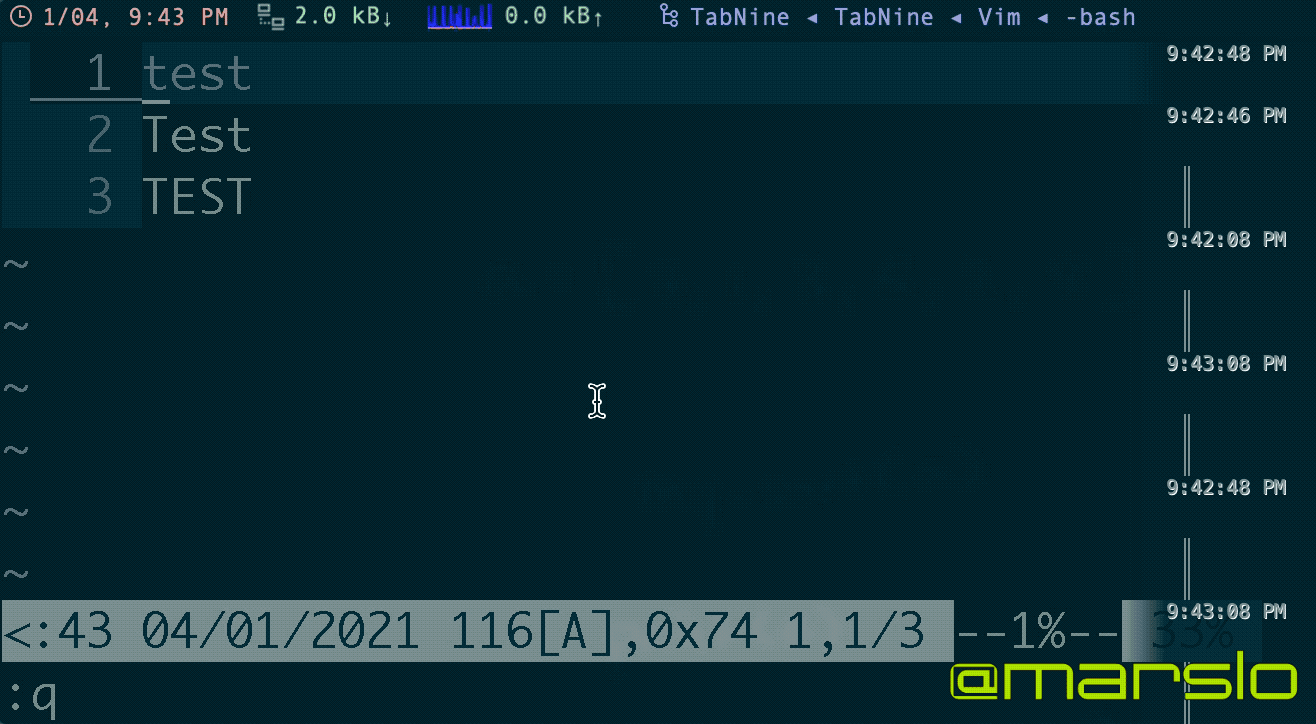 1/04, 9:43 PM 2.0 kB↓ 0.0 kB↑ TabNine ◂ TabNine ◂ Vim ◂ -bash
9:42:48 PM
1 test
9:42:46 PM
2 Test
3 TEST
9:42:08 PM
~
~
9:43:08 PM
~
~
9:42:48 PM
~
~
9:43:08 PM
<:43 04/01/2021 116[A],0x74 1,1/3 --1%-- 33%
@marslo
:q